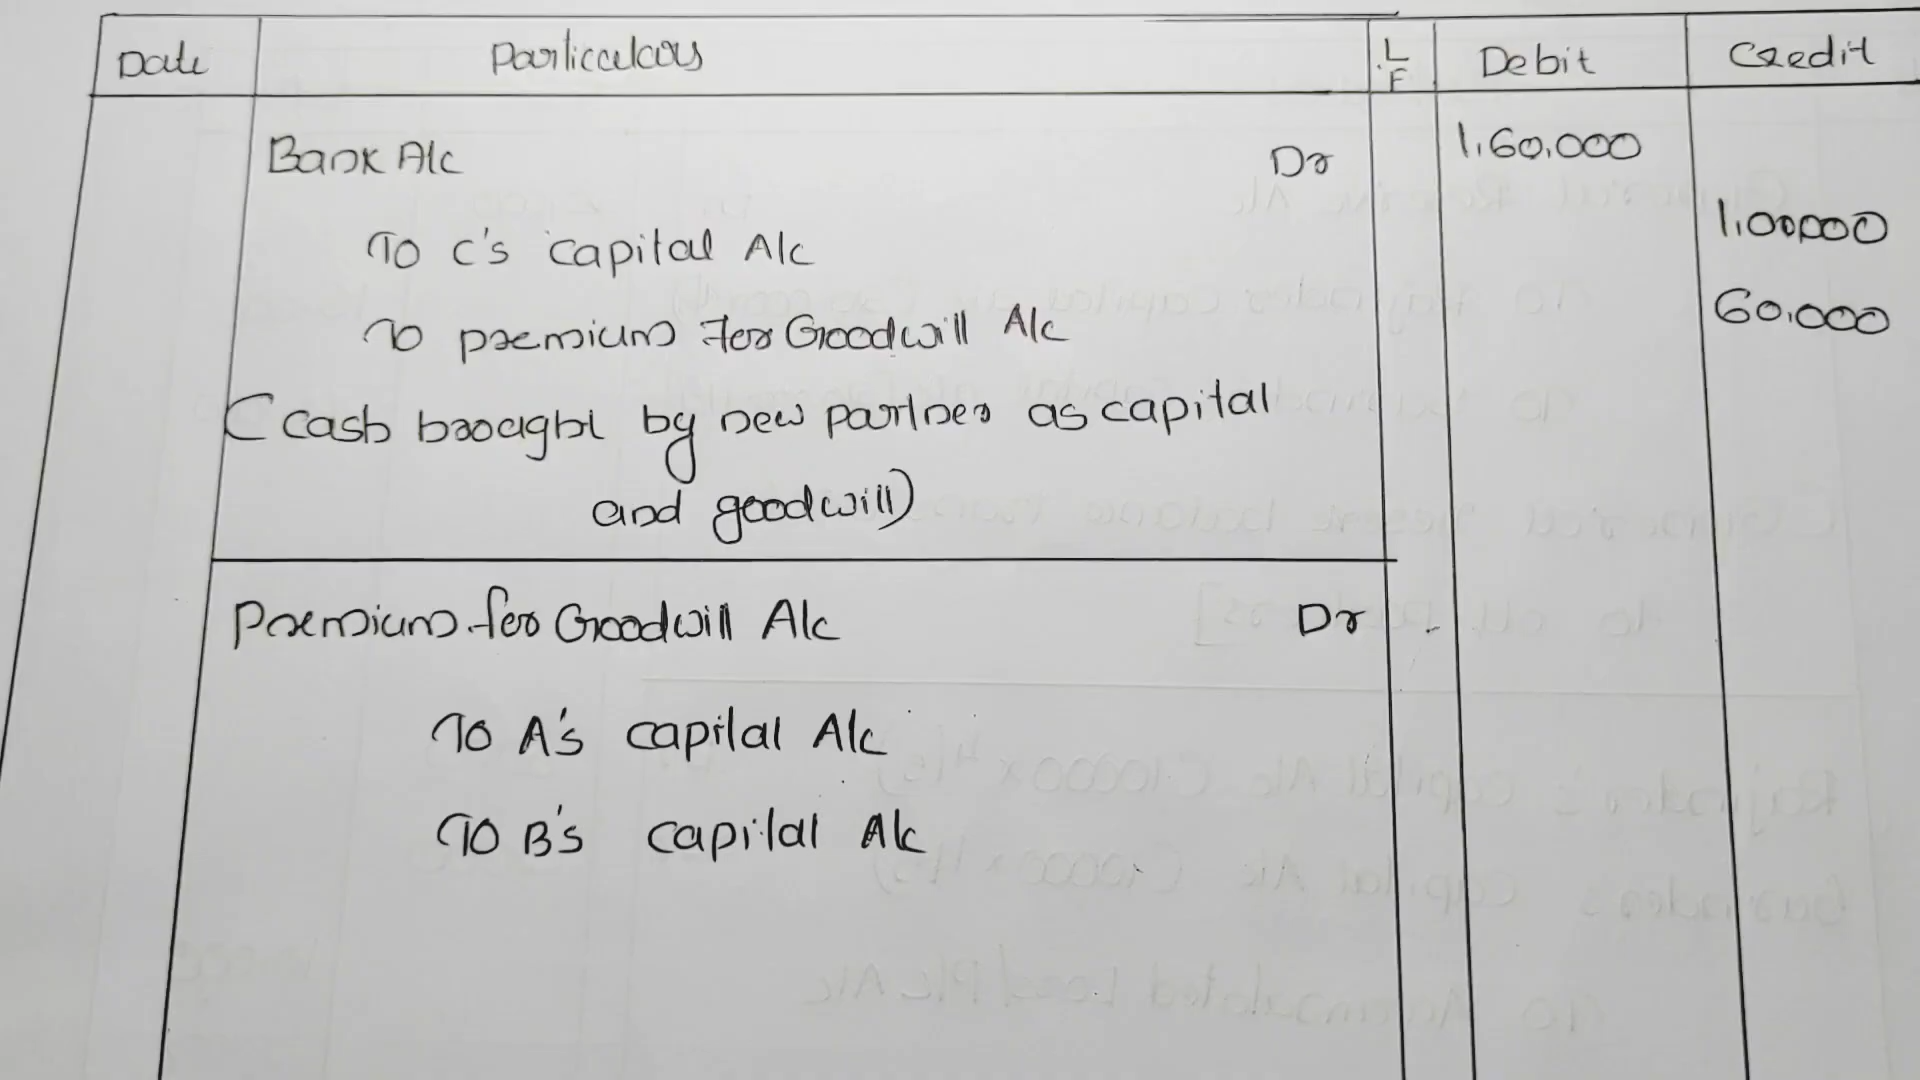 Date Particulars L F Debit Credit
Bank A/c Dr 1,60,000
To C's capital A/c 1,00,000
To premium for Goodwill A/c 60,000
(cash brought by new partner as capital
and goodwill)
Premium for Goodwill A/c Dr
To A's capital A/c
To B's capital A/c